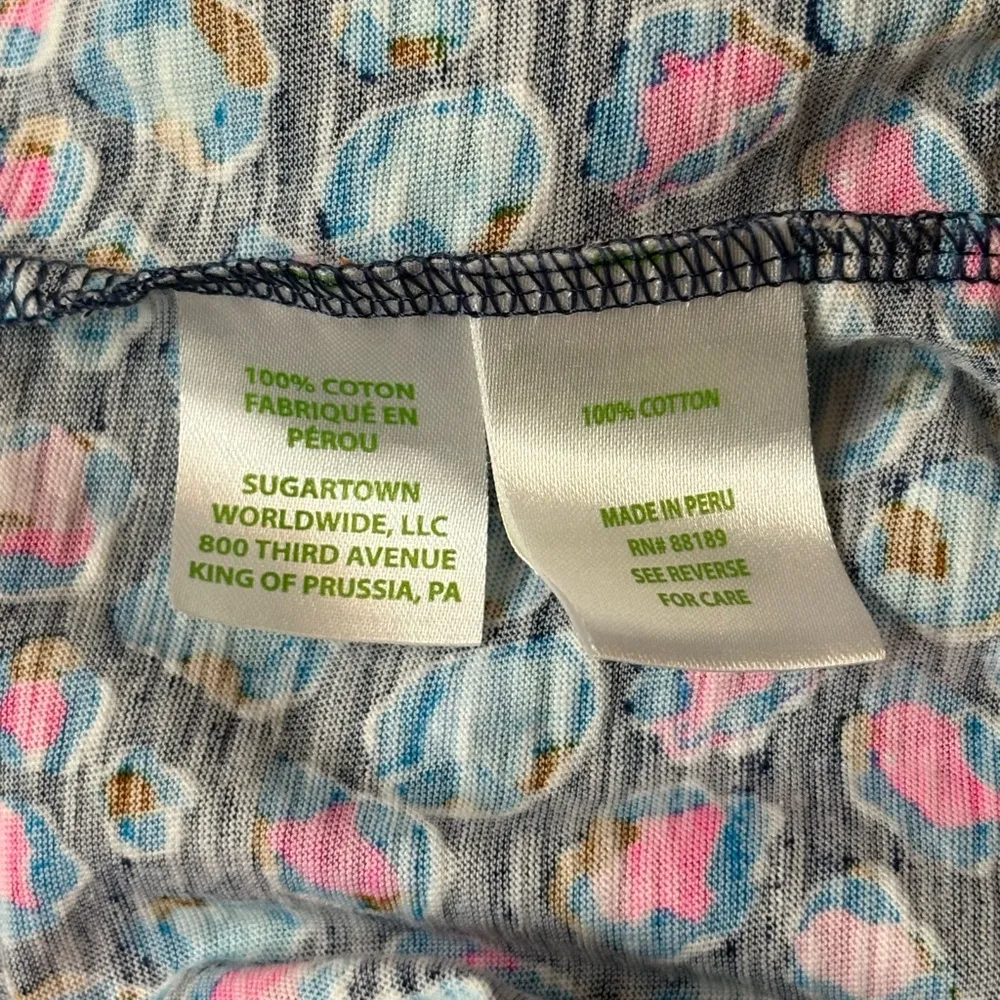 100% COTON
FABRIQUÉ EN
PÉROU
SUGARTOWN
WORLDWIDE, LLC
800 THIRD AVENUE
KING OF PRUSSIA, PA
100% COTTON
MADE IN PERU
RN# 88189
SEE REVERSE
FOR CARE